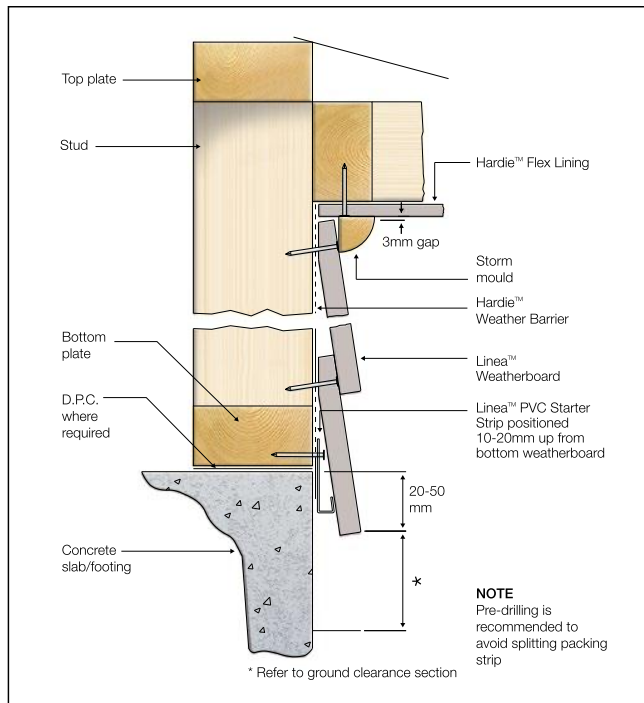 Top plate
Stud
Hardie™ Flex Lining
3mm gap
Storm
mould
Hardie™
Weather Barrier
Bottom
plate
Linea™
Weatherboard
D.P.C.
where
required
Linea™ PVC Starter
Strip positioned
10-20mm up from
bottom weatherboard
20-50
mm
Concrete
slab/footing
*
NOTE
Pre-drilling is
recommended to
avoid splitting packing
strip
* Refer to ground clearance section